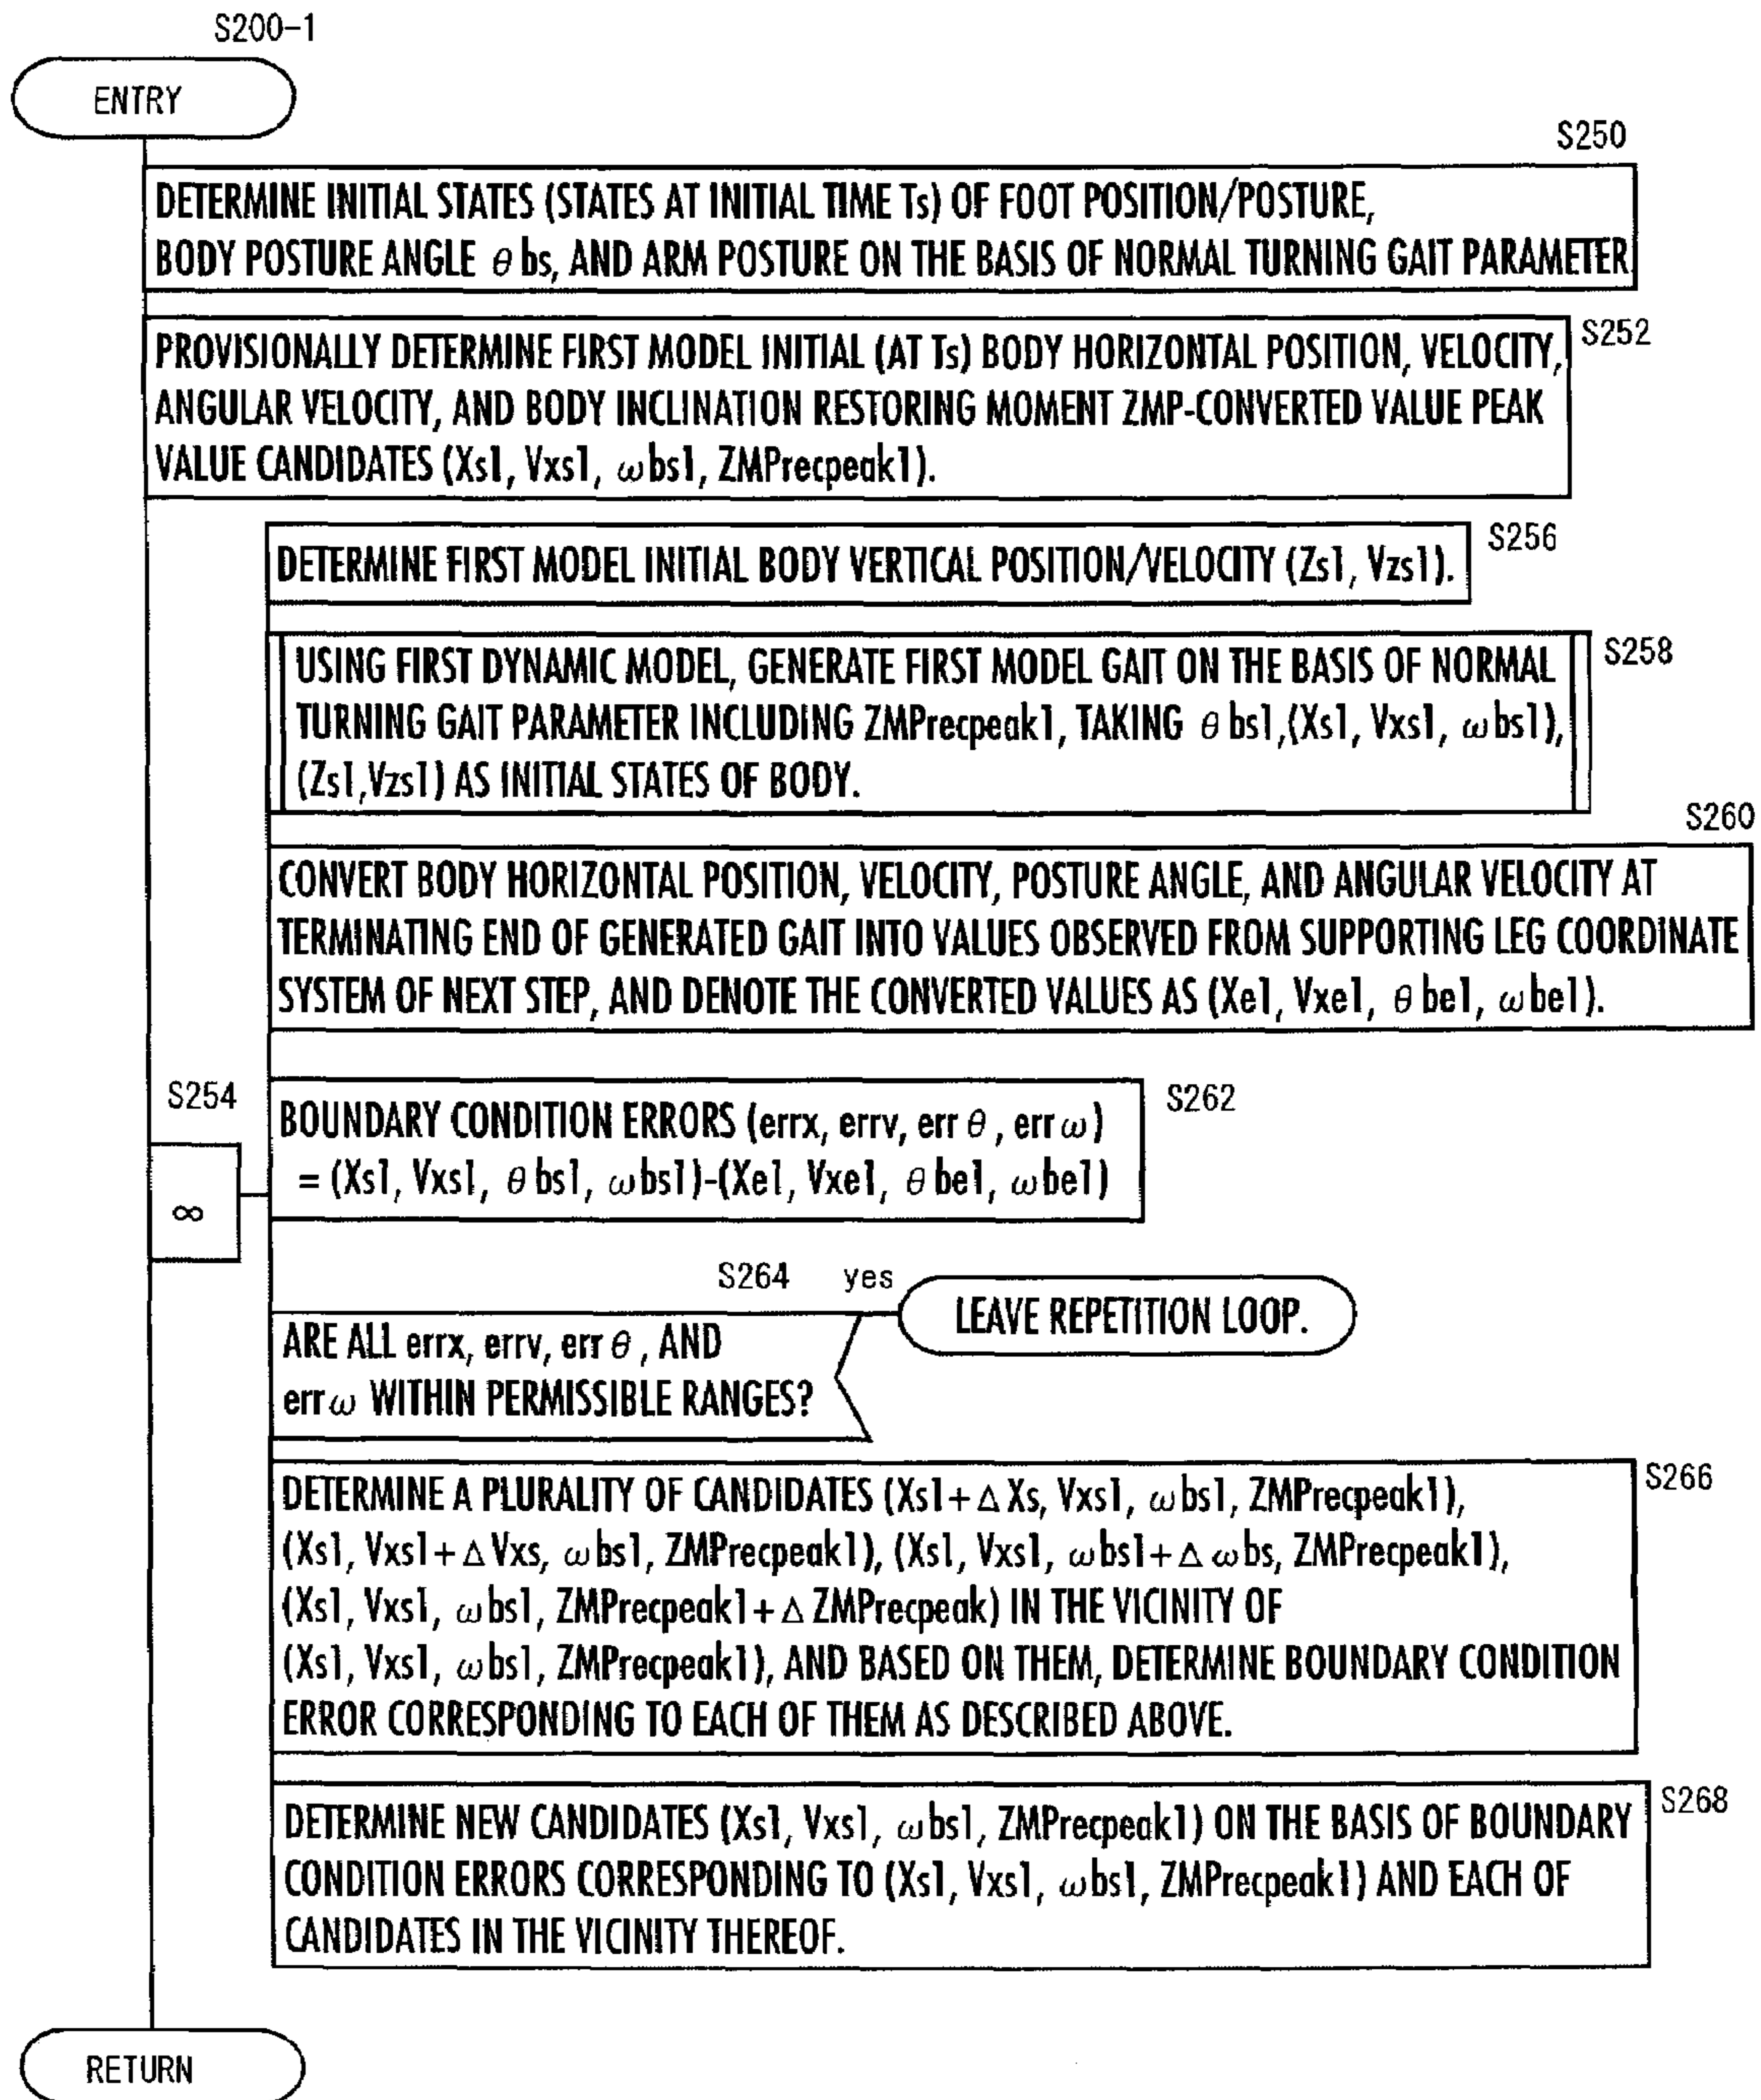 S200-1
ENTRY
S250
DETERMINE INITIAL STATES (STATES AT INITIAL TIME Ts) OF FOOT POSITION/POSTURE,
BODY POSTURE ANGLE θbs, AND ARM POSTURE ON THE BASIS OF NORMAL TURNING GAIT PARAMETER
S252
PROVISIONALLY DETERMINE FIRST MODEL INITIAL (AT Ts) BODY HORIZONTAL POSITION, VELOCITY,
ANGULAR VELOCITY, AND BODY INCLINATION RESTORING MOMENT ZMP-CONVERTED VALUE PEAK
VALUE CANDIDATES (Xs1, Vxs1, ωbs1, ZMPrecpeak1).
S256
DETERMINE FIRST MODEL INITIAL BODY VERTICAL POSITION/VELOCITY (Zs1, Vzs1).
S258
USING FIRST DYNAMIC MODEL, GENERATE FIRST MODEL GAIT ON THE BASIS OF NORMAL
TURNING GAIT PARAMETER INCLUDING ZMPrecpeak1, TAKING θbs1,(Xs1, Vxs1, ωbs1),
(Zs1,Vzs1) AS INITIAL STATES OF BODY.
S260
CONVERT BODY HORIZONTAL POSITION, VELOCITY, POSTURE ANGLE, AND ANGULAR VELOCITY AT
TERMINATING END OF GENERATED GAIT INTO VALUES OBSERVED FROM SUPPORTING LEG COORDINATE
SYSTEM OF NEXT STEP, AND DENOTE THE CONVERTED VALUES AS (Xe1, Vxe1, θbe1, ωbe1).
S254
∞
S262
BOUNDARY CONDITION ERRORS (errx, errv, errθ, errω)
= (Xs1, Vxs1, θbs1, ωbs1)-(Xe1, Vxe1, θbe1, ωbe1)
S264 yes
LEAVE REPETITION LOOP.
ARE ALL errx, errv, errθ, AND
errω WITHIN PERMISSIBLE RANGES?
S266
DETERMINE A PLURALITY OF CANDIDATES (Xs1+ΔXs, Vxs1, ωbs1, ZMPrecpeak1),
(Xs1, Vxs1+ΔVxs, ωbs1, ZMPrecpeak1), (Xs1, Vxs1, ωbs1+Δωbs, ZMPrecpeak1),
(Xs1, Vxs1, ωbs1, ZMPrecpeak1+ΔZMPrecpeak) IN THE VICINITY OF
(Xs1, Vxs1, ωbs1, ZMPrecpeak1), AND BASED ON THEM, DETERMINE BOUNDARY CONDITION
ERROR CORRESPONDING TO EACH OF THEM AS DESCRIBED ABOVE.
S268
DETERMINE NEW CANDIDATES (Xs1, Vxs1, ωbs1, ZMPrecpeak1) ON THE BASIS OF BOUNDARY
CONDITION ERRORS CORRESPONDING TO (Xs1, Vxs1, ωbs1, ZMPrecpeak1) AND EACH OF
CANDIDATES IN THE VICINITY THEREOF.
RETURN